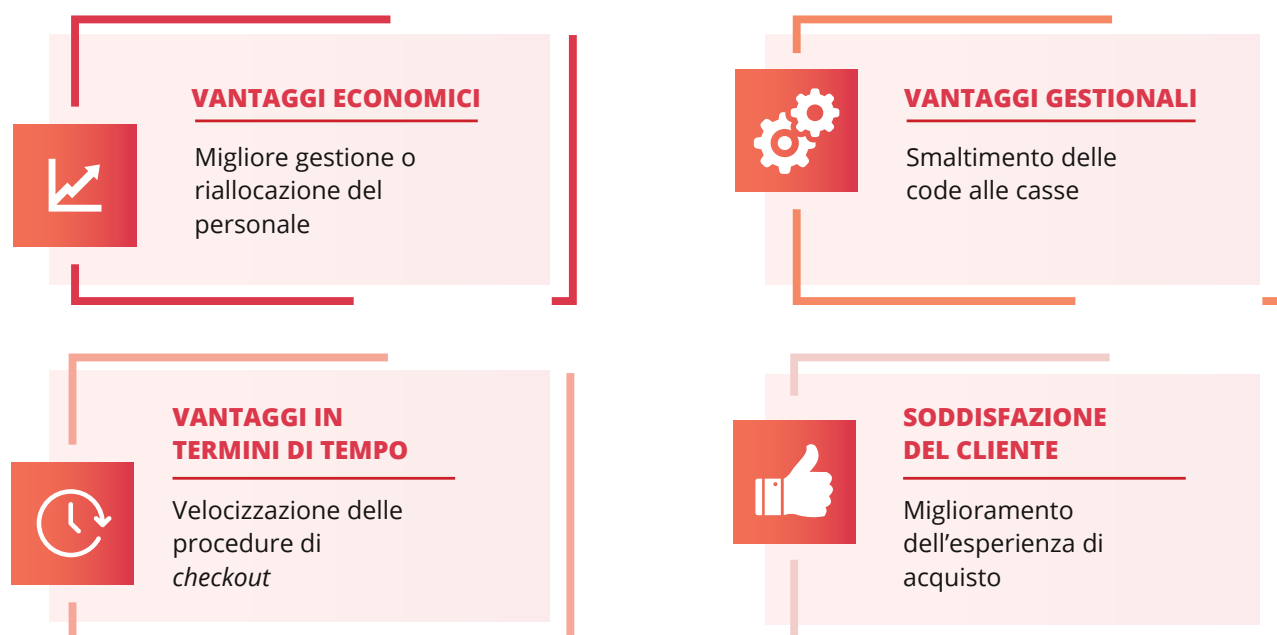 VANTAGGI ECONOMICI
Migliore gestione o
riallocazione del
personale
VANTAGGI GESTIONALI
Smaltimento delle
code alle casse
VANTAGGI IN
TERMINI DI TEMPO
Velocizzazione delle
procedure di
checkout
SODDISFAZIONE
DEL CLIENTE
Miglioramento
dell’esperienza di
acquisto